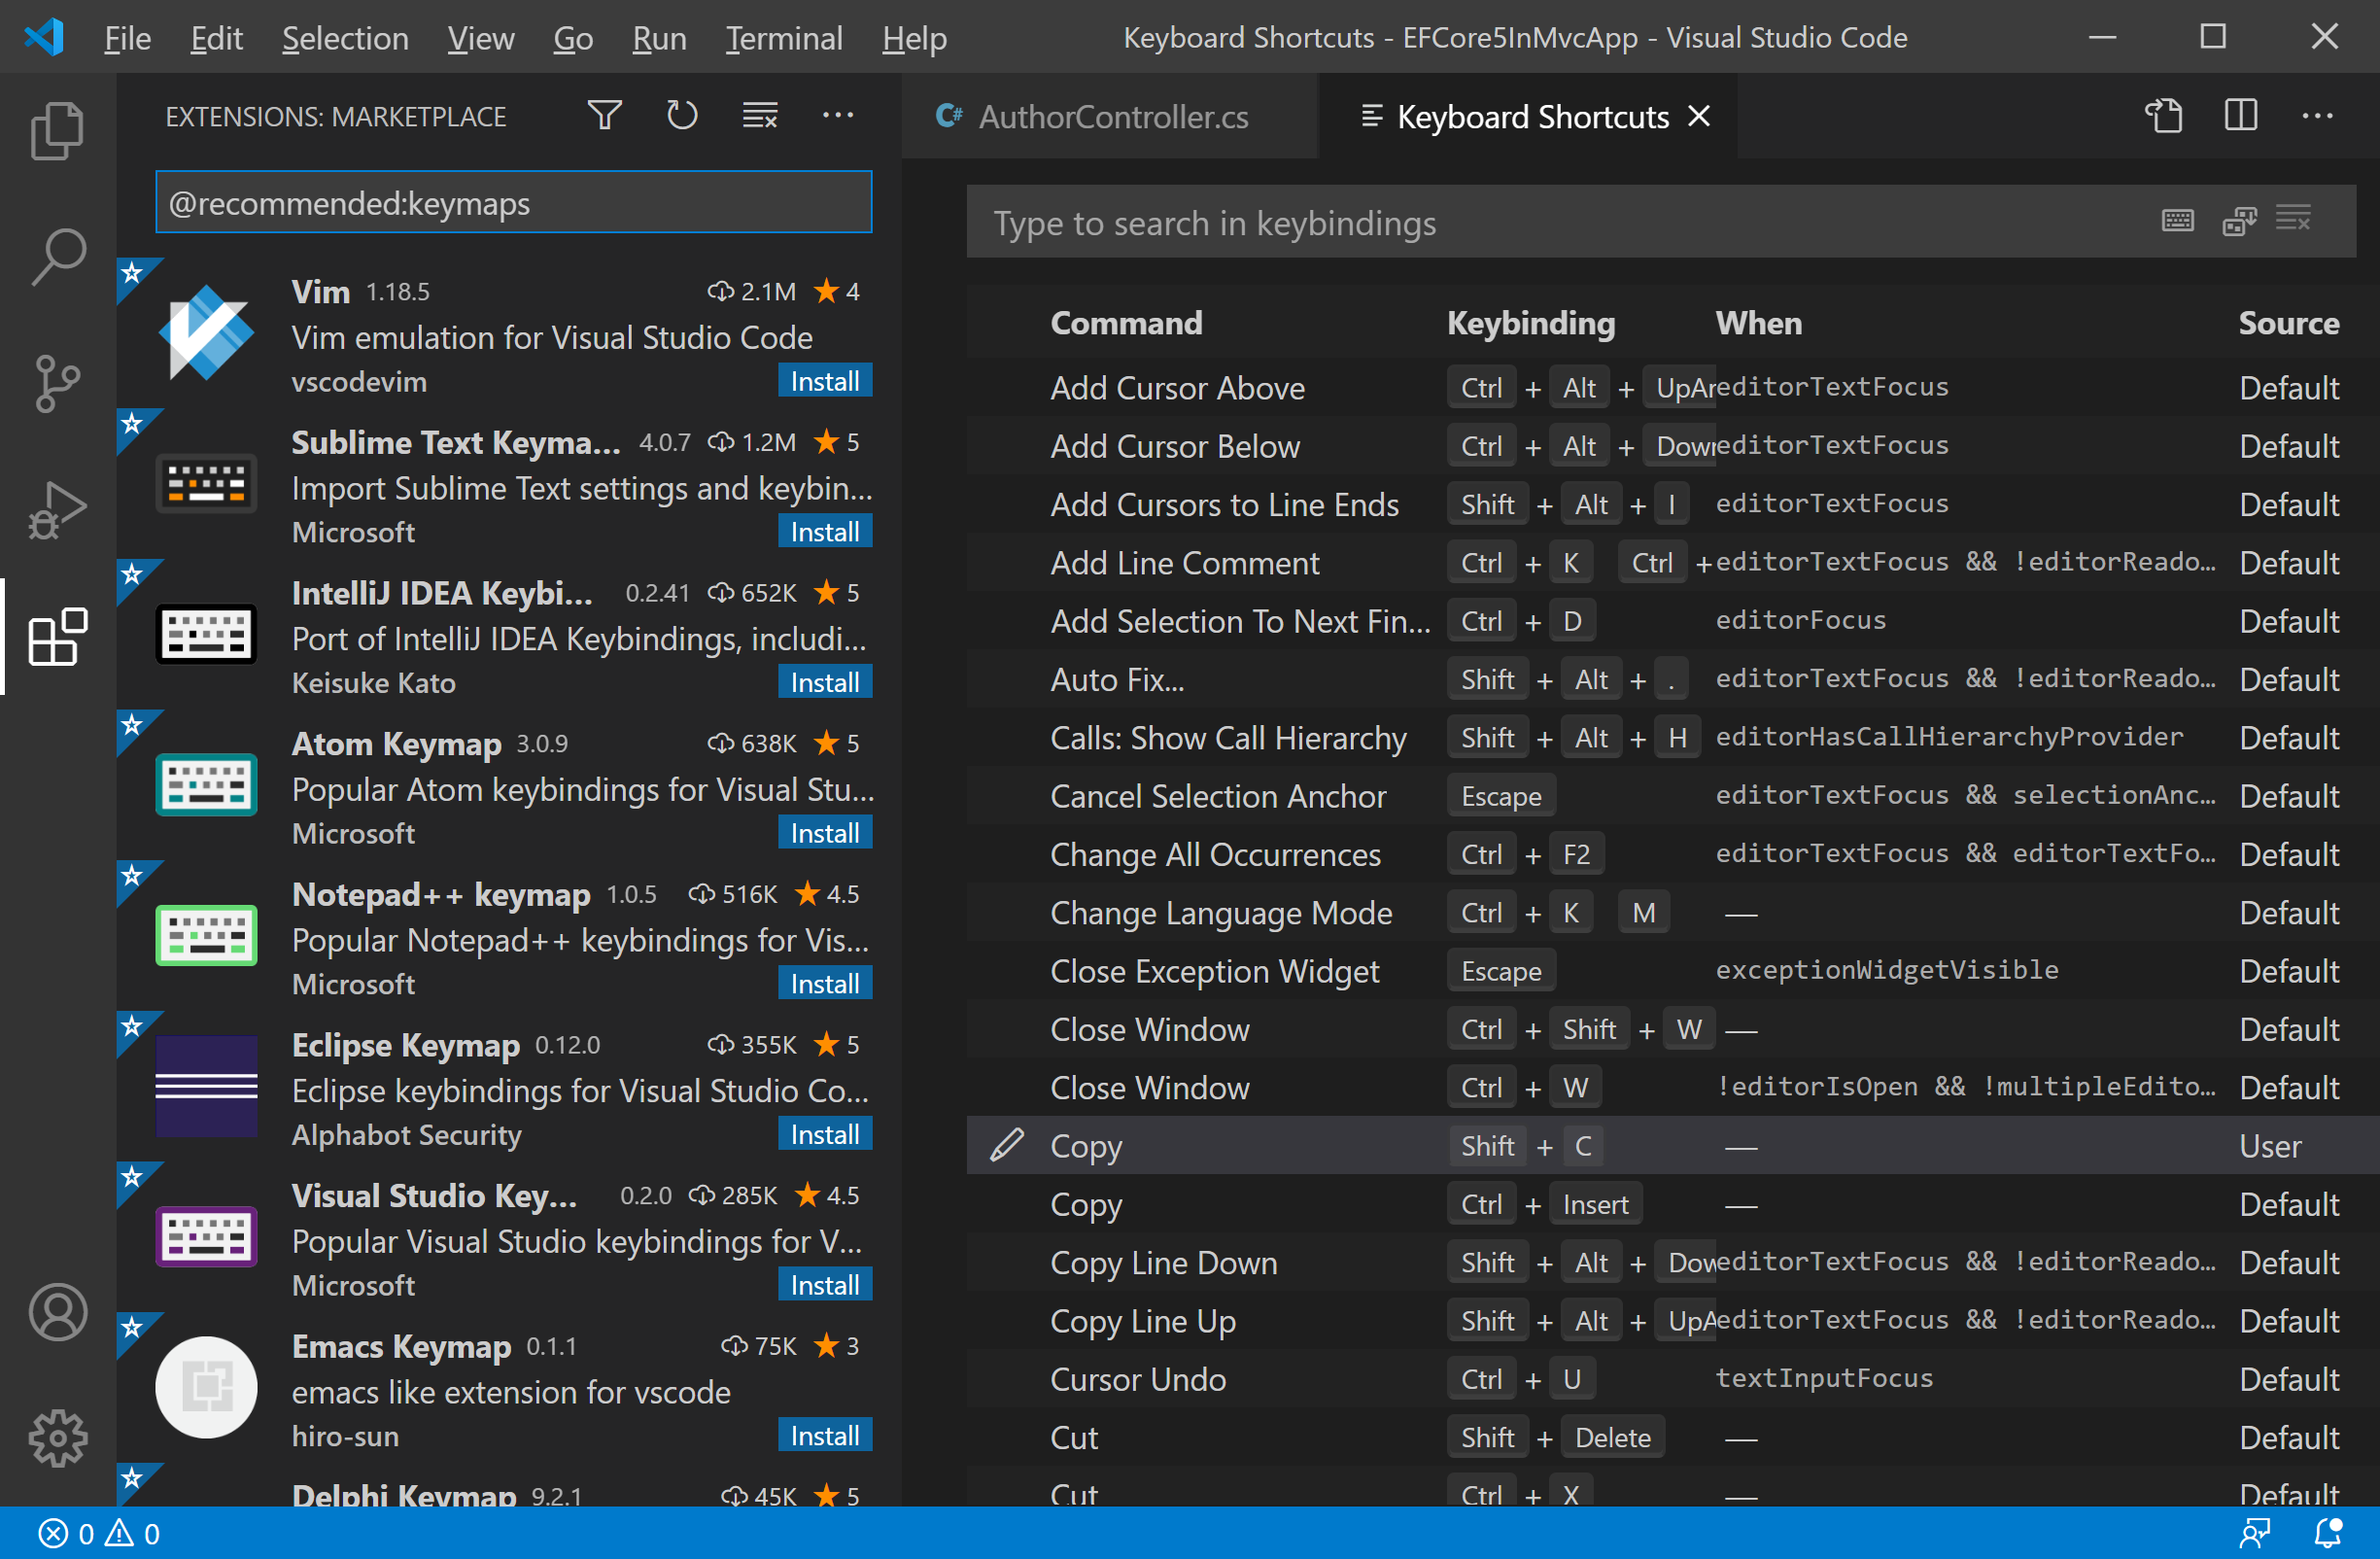 File Edit Selection View Go Run Terminal Help Keyboard Shortcuts - EFCore5InMvcApp - Visual Studio Code
EXTENSIONS: MARKETPLACE
@recommended:keymaps
Vim 1.18.5 2.1M 4
Vim emulation for Visual Studio Code
vscodevim Install
Sublime Text Keyma... 4.0.7 1.2M 5
Import Sublime Text settings and keybin...
Microsoft Install
IntelliJ IDEA Keybi... 0.2.41 652K 5
Port of IntelliJ IDEA Keybindings, includi...
Keisuke Kato Install
Atom Keymap 3.0.9 638K 5
Popular Atom keybindings for Visual Stu...
Microsoft Install
Notepad++ keymap 1.0.5 516K 4.5
Popular Notepad++ keybindings for Vis...
Microsoft Install
Eclipse Keymap 0.12.0 355K 5
Eclipse keybindings for Visual Studio Co...
Alphabot Security Install
Visual Studio Key... 0.2.0 285K 4.5
Popular Visual Studio keybindings for V...
Microsoft Install
Emacs Keymap 0.1.1 75K 3
emacs like extension for vscode
hiro-sun Install
Delphi Keymap 9.2.1 45K 5
C# AuthorController.cs Keyboard Shortcuts
Type to search in keybindings
Command Keybinding When Source
Add Cursor Above Ctrl + Alt + UpAr editorTextFocus Default
Add Cursor Below Ctrl + Alt + Down editorTextFocus Default
Add Cursors to Line Ends Shift + Alt + I editorTextFocus Default
Add Line Comment Ctrl + K Ctrl + editorTextFocus && !editorReado... Default
Add Selection To Next Fin... Ctrl + D editorFocus Default
Auto Fix... Shift + Alt + . editorTextFocus && !editorReado... Default
Calls: Show Call Hierarchy Shift + Alt + H editorHasCallHierarchyProvider Default
Cancel Selection Anchor Escape editorTextFocus && selectionAnc... Default
Change All Occurrences Ctrl + F2 editorTextFocus && editorTextFo... Default
Change Language Mode Ctrl + K M — Default
Close Exception Widget Escape exceptionWidgetVisible Default
Close Window Ctrl + Shift + W — Default
Close Window Ctrl + W !editorIsOpen && !multipleEdito... Default
Copy Shift + C — User
Copy Ctrl + Insert — Default
Copy Line Down Shift + Alt + Dow editorTextFocus && !editorReado... Default
Copy Line Up Shift + Alt + UpA editorTextFocus && !editorReado... Default
Cursor Undo Ctrl + U textInputFocus Default
Cut Shift + Delete — Default
Cut Ctrl + X — Default
0 0